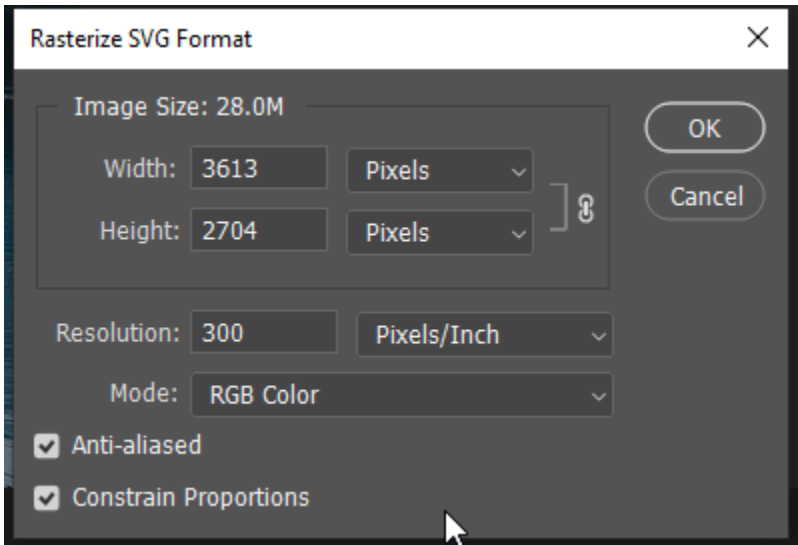 Rasterize SVG Format
Image Size: 28.0M
OK
Width: 3613 Pixels
Cancel
Height: 2704 Pixels
Resolution: 300 Pixels/Inch
Mode: RGB Color
Anti-aliased
Constrain Proportions